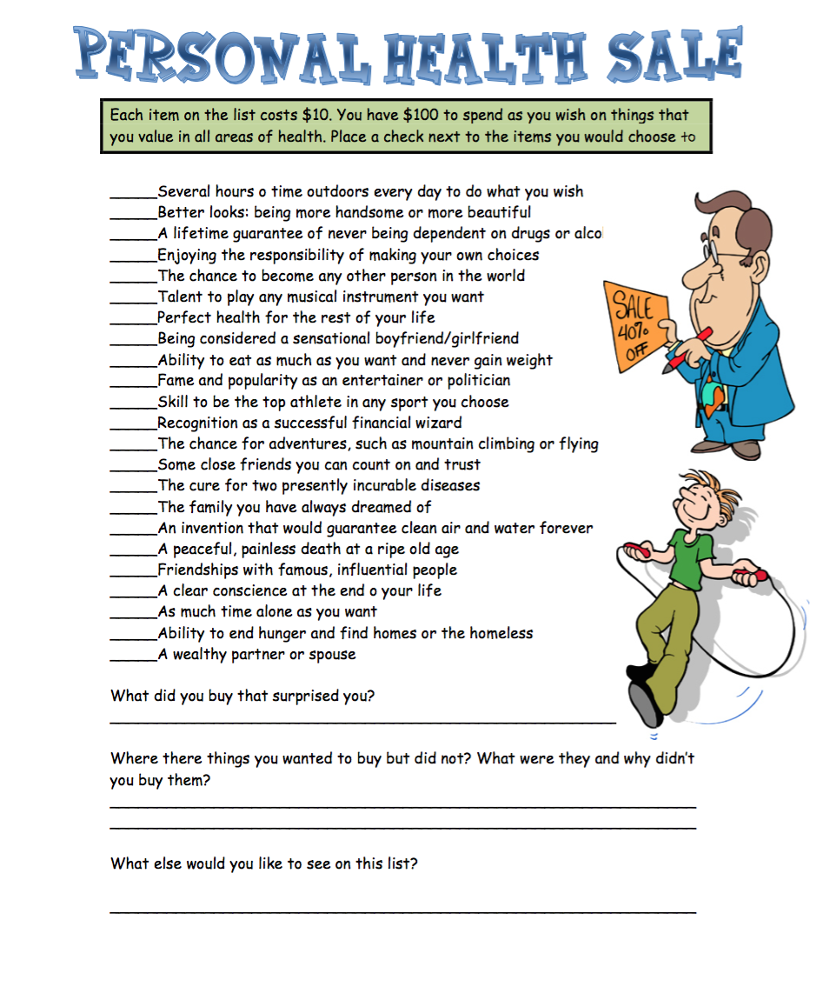 PERSONAL HEALTH SALE
Each item on the list costs $10. You have $100 to spend as you wish on things that
you value in all areas of health. Place a check next to the items you would choose to
______Several hours o time outdoors every day to do what you wish
______Better looks: being more handsome or more beautiful
______A lifetime guarantee of never being dependent on drugs or alco
______Enjoying the responsibility of making your own choices
______The chance to become any other person in the world
______Talent to play any musical instrument you want
______Perfect health for the rest of your life
______Being considered a sensational boyfriend/girlfriend
______Ability to eat as much as you want and never gain weight
______Fame and popularity as an entertainer or politician
______Skill to be the top athlete in any sport you choose
______Recognition as a successful financial wizard
______The chance for adventures, such as mountain climbing or flying
______Some close friends you can count on and trust
______The cure for two presently incurable diseases
______The family you have always dreamed of
______An invention that would guarantee clean air and water forever
______A peaceful, painless death at a ripe old age
______Friendships with famous, influential people
______A clear conscience at the end o your life
______As much time alone as you want
______Ability to end hunger and find homes or the homeless
______A wealthy partner or spouse
SALE
40%
OFF
What did you buy that surprised you?
Where there things you wanted to buy but did not? What were they and why didn't
you buy them?
What else would you like to see on this list?